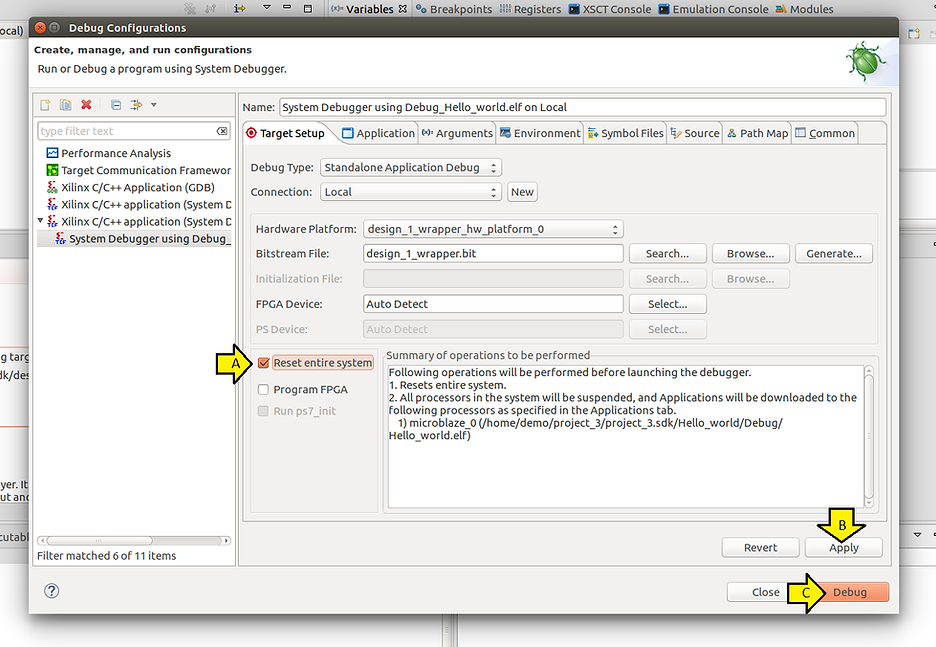 Variables
Breakpoints
Registers
XSCT Console
Emulation Console
Modules
ocal)
Debug Configurations
Create, manage, and run configurations
Run or Debug a program using System Debugger.
type filter text
Performance Analysis
Target Communication Framewor
Xilinx C/C++ Application (GDB)
Xilinx C/C++ application (System D
Xilinx C/C++ application (System D
System Debugger using Debug_
Filter matched 6 of 11 items
Name: System Debugger using Debug_Hello_world.elf on Local
Target Setup Application Arguments Environment Symbol Files Source Path Map Common
Debug Type: Standalone Application Debug
Connection: Local New
Hardware Platform: design_1_wrapper_hw_platform_0
Bitstream File: design_1_wrapper.bit Search... Browse... Generate...
Initialization File: Search... Browse...
FPGA Device: Auto Detect Select...
PS Device: Auto Detect Select...
A Reset entire system
Program FPGA
Run ps7_init
Summary of operations to be performed
Following operations will be performed before launching the debugger.
1. Resets entire system.
2. All processors in the system will be suspended, and Applications will be downloaded to the
following processors as specified in the Applications tab.
1) microblaze_0 (/home/demo/project_3/project_3.sdk/Hello_world/Debug/
Hello_world.elf)
B
Revert Apply
Close C Debug
ng targ
dk/des
yer. It
ut and
cutabl